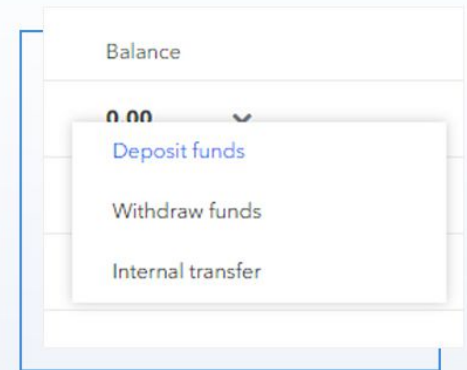 Balance
0.00
Deposit funds
Withdraw funds
Internal transfer